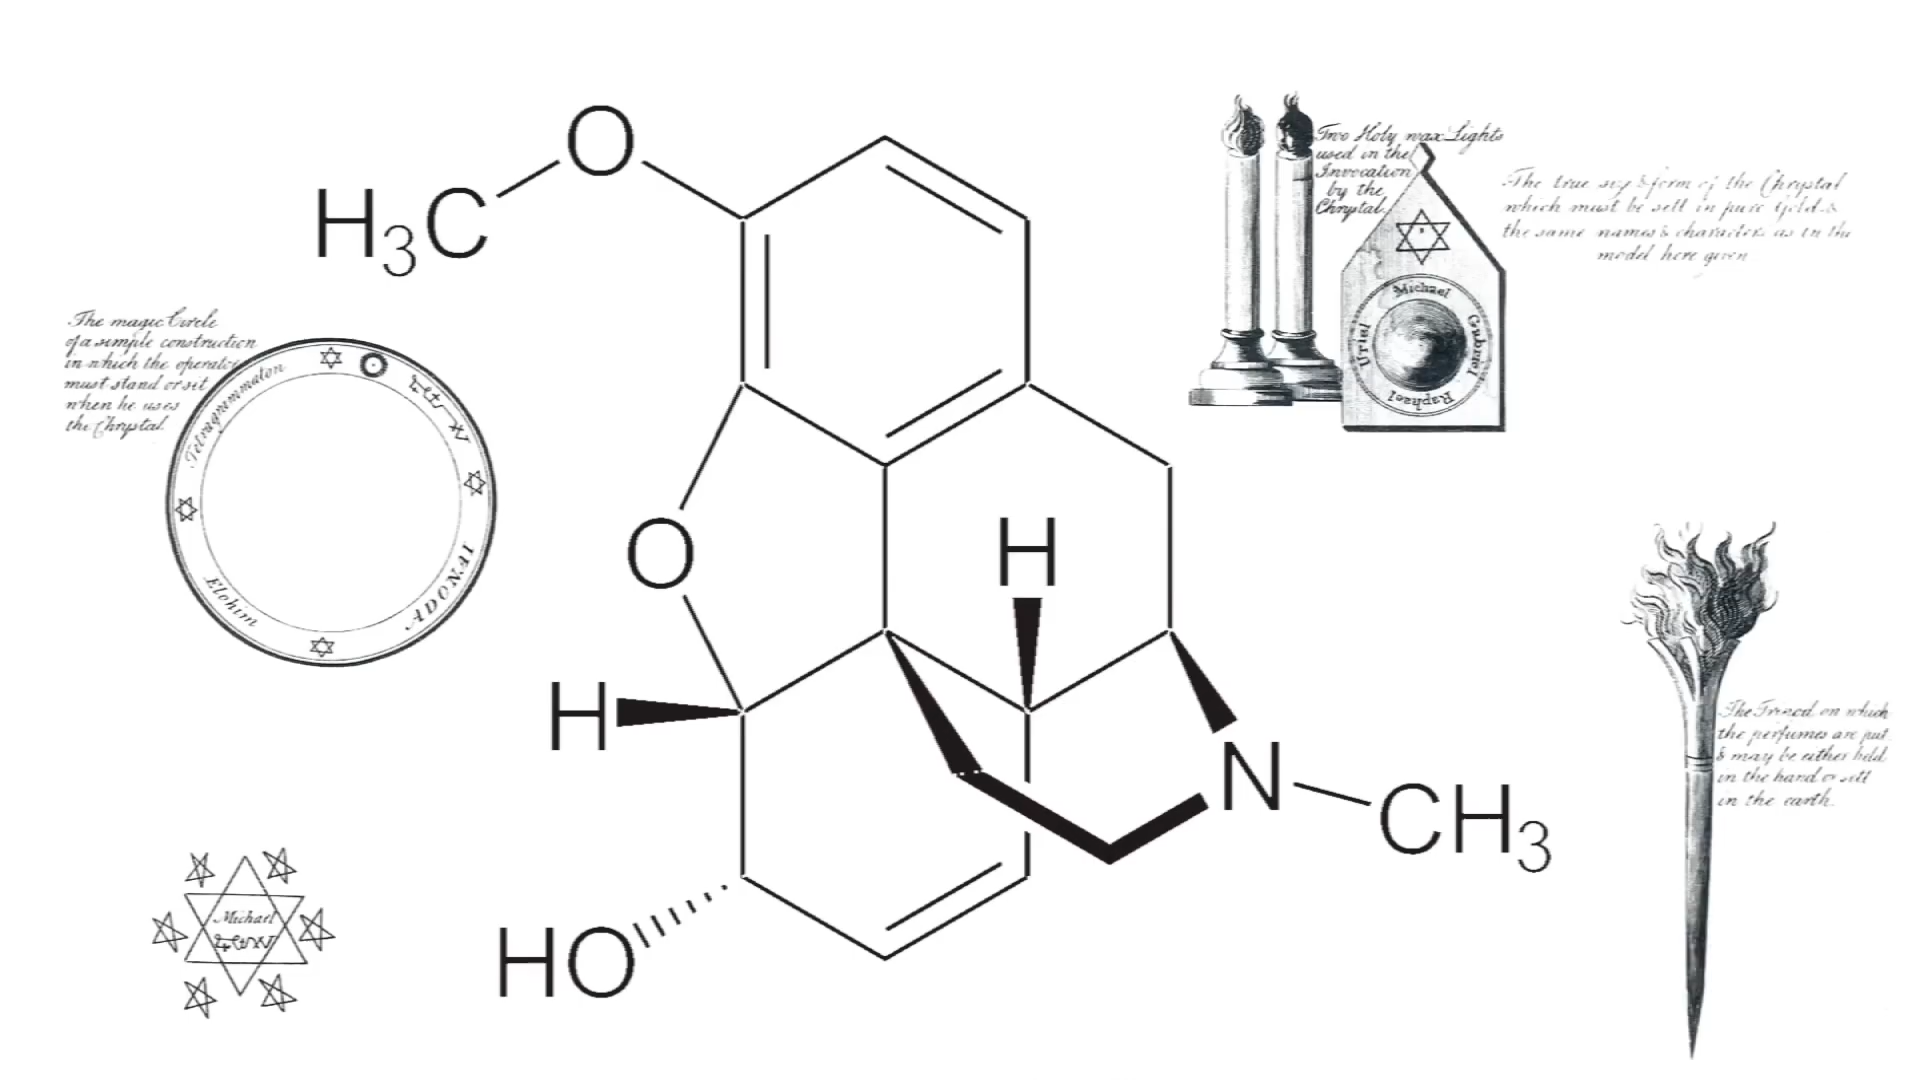 O
H₃C
O
H
H
HO
N
CH₃
The magic Circle
of a simple construction
in which the operator
must stand or sit
when he uses
the Chrystal.
Tetragrammaton
ADONAI
Elohim
Michael
Two Holy wax Lights
used in the
Invocation
by the
Chrystal.
Michael
Gabriel
Raphael
Uriel
The true size & form of the Chrystal
which must be sett in pure Gold &
the same names & characters as in the
model here given
The Tripod on which
the perfumes are put
& may be either held
in the hand or sett
in the earth.